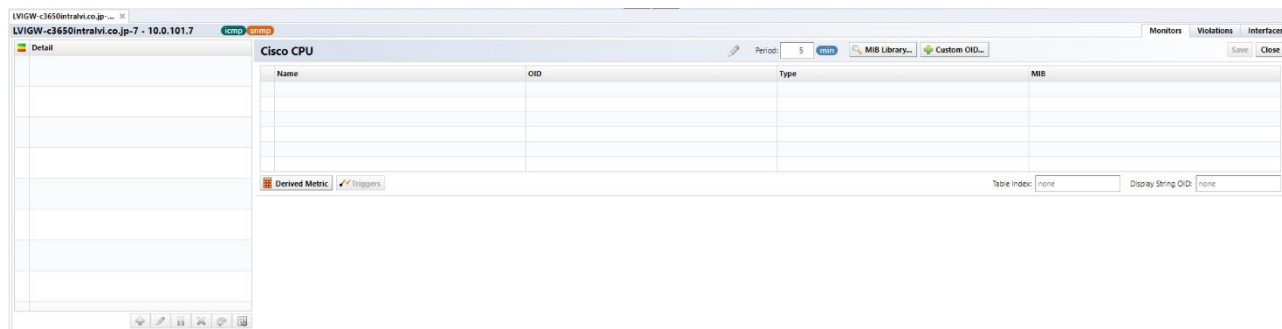 LVIGW-c3650intralvi.co.jp-... ×
LVIGW-c3650intralvi.co.jp-7 - 10.0.101.7 icmp snmp Monitors Violations Interfaces
Detail
Cisco CPU Period: 5 min MIB Library... Custom OID... Save Close
Name OID Type MIB
Derived Metric Triggers Table Index: none Display String OID: none